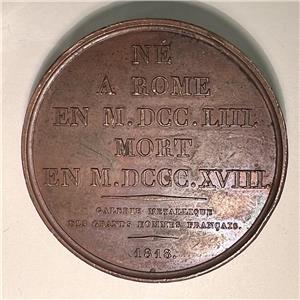 NÉ
A ROME
EN M.DCC.LIII.
MORT
EN M.DCCC.XVIII.
GALERIE METALLIQUE
DES GRANDS HOMMES FRANÇAIS.
1818.